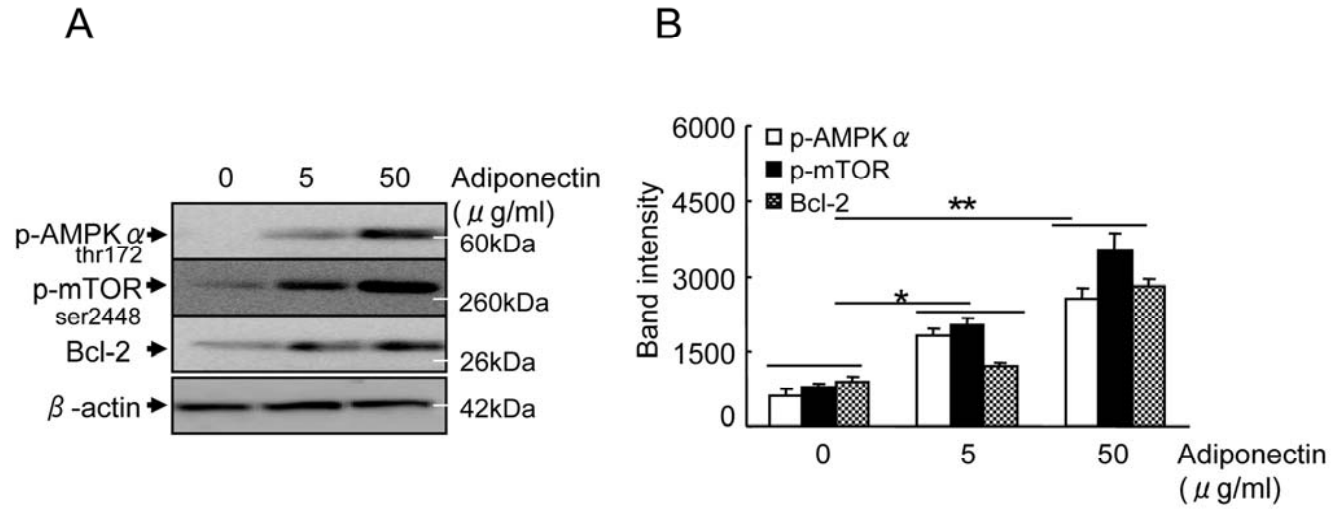 A
0 5 50 Adiponectin
(μg/ml)
p-AMPKα
thr172
60kDa
p-mTOR
ser2448
260kDa
Bcl-2
26kDa
β-actin
42kDa
B
Band intensity
6000
4500
3000
1500
0
p-AMPKα
p-mTOR
Bcl-2
**
*
0 5 50 Adiponectin
(μg/ml)